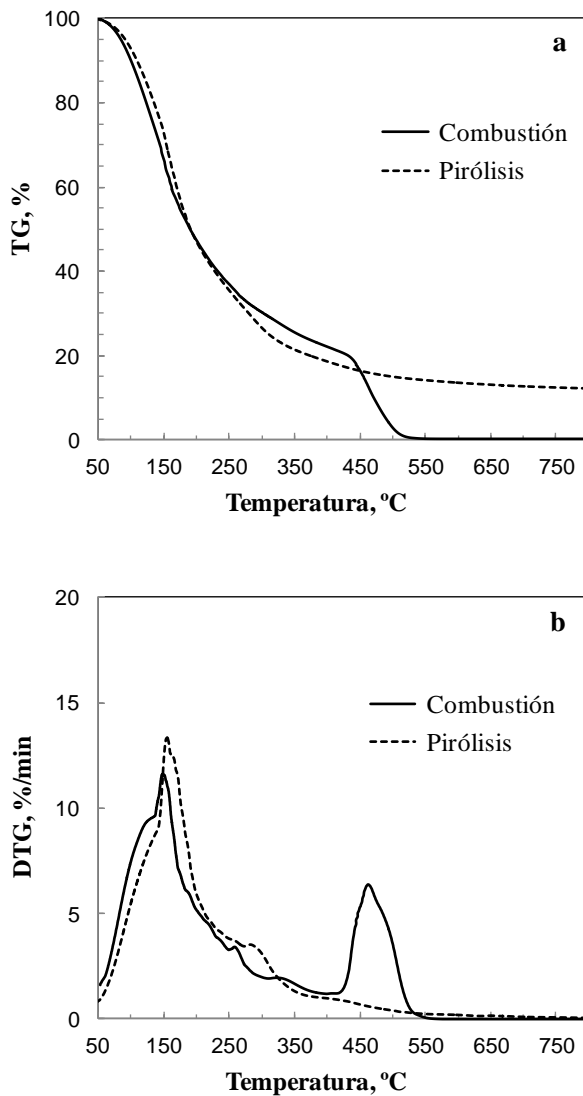 100
a
80
Combustión
Pirólisis
60
TG, %
40
20
0
50 150 250 350 450 550 650 750
Temperatura, ºC
20
b
15
Combustión
Pirólisis
10
DTG, %/min
5
0
50 150 250 350 450 550 650 750
Temperatura, ºC